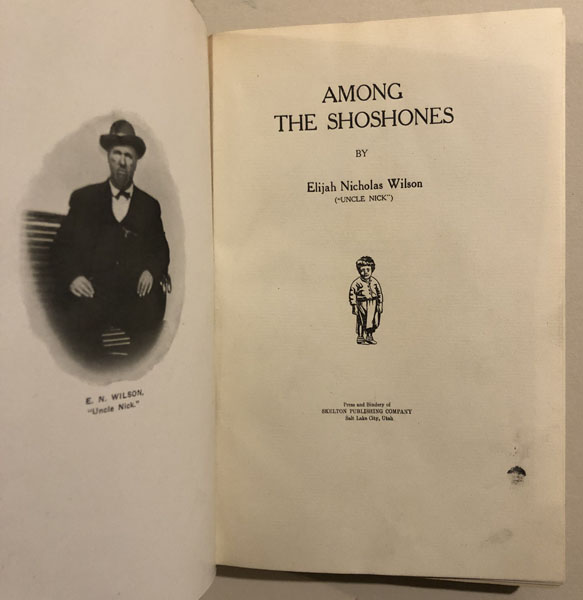 E. N. WILSON,
"Uncle Nick."
AMONG
THE SHOSHONES
BY
Elijah Nicholas Wilson
("UNCLE NICK")
Press and Bindery of
SKELTON PUBLISHING COMPANY
Salt Lake City, Utah